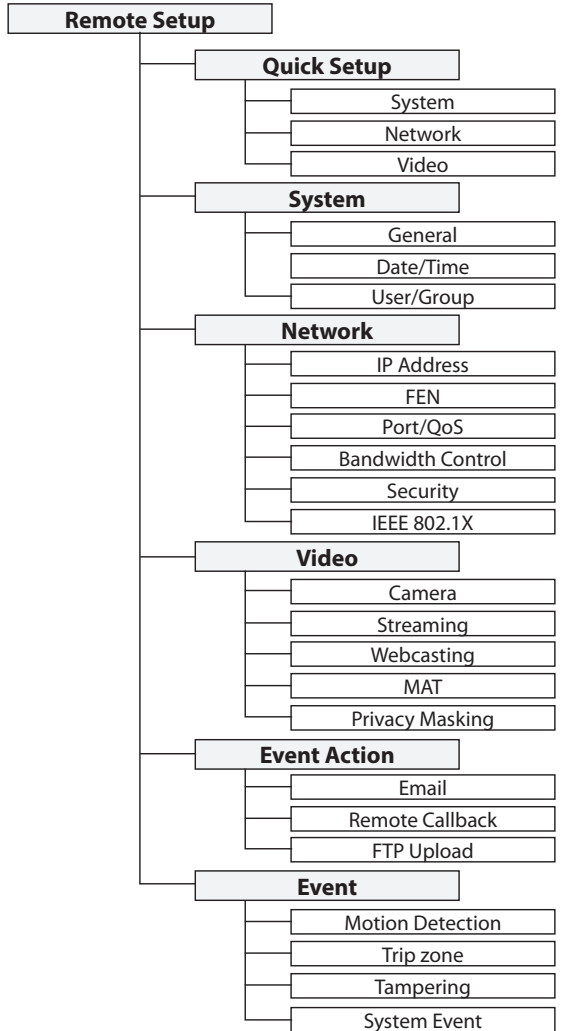 Remote Setup
Quick Setup
System
Network
Video
System
General
Date/Time
User/Group
Network
IP Address
FEN
Port/QoS
Bandwidth Control
Security
IEEE 802.1X
Video
Camera
Streaming
Webcasting
MAT
Privacy Masking
Event Action
Email
Remote Callback
FTP Upload
Event
Motion Detection
Trip zone
Tampering
System Event